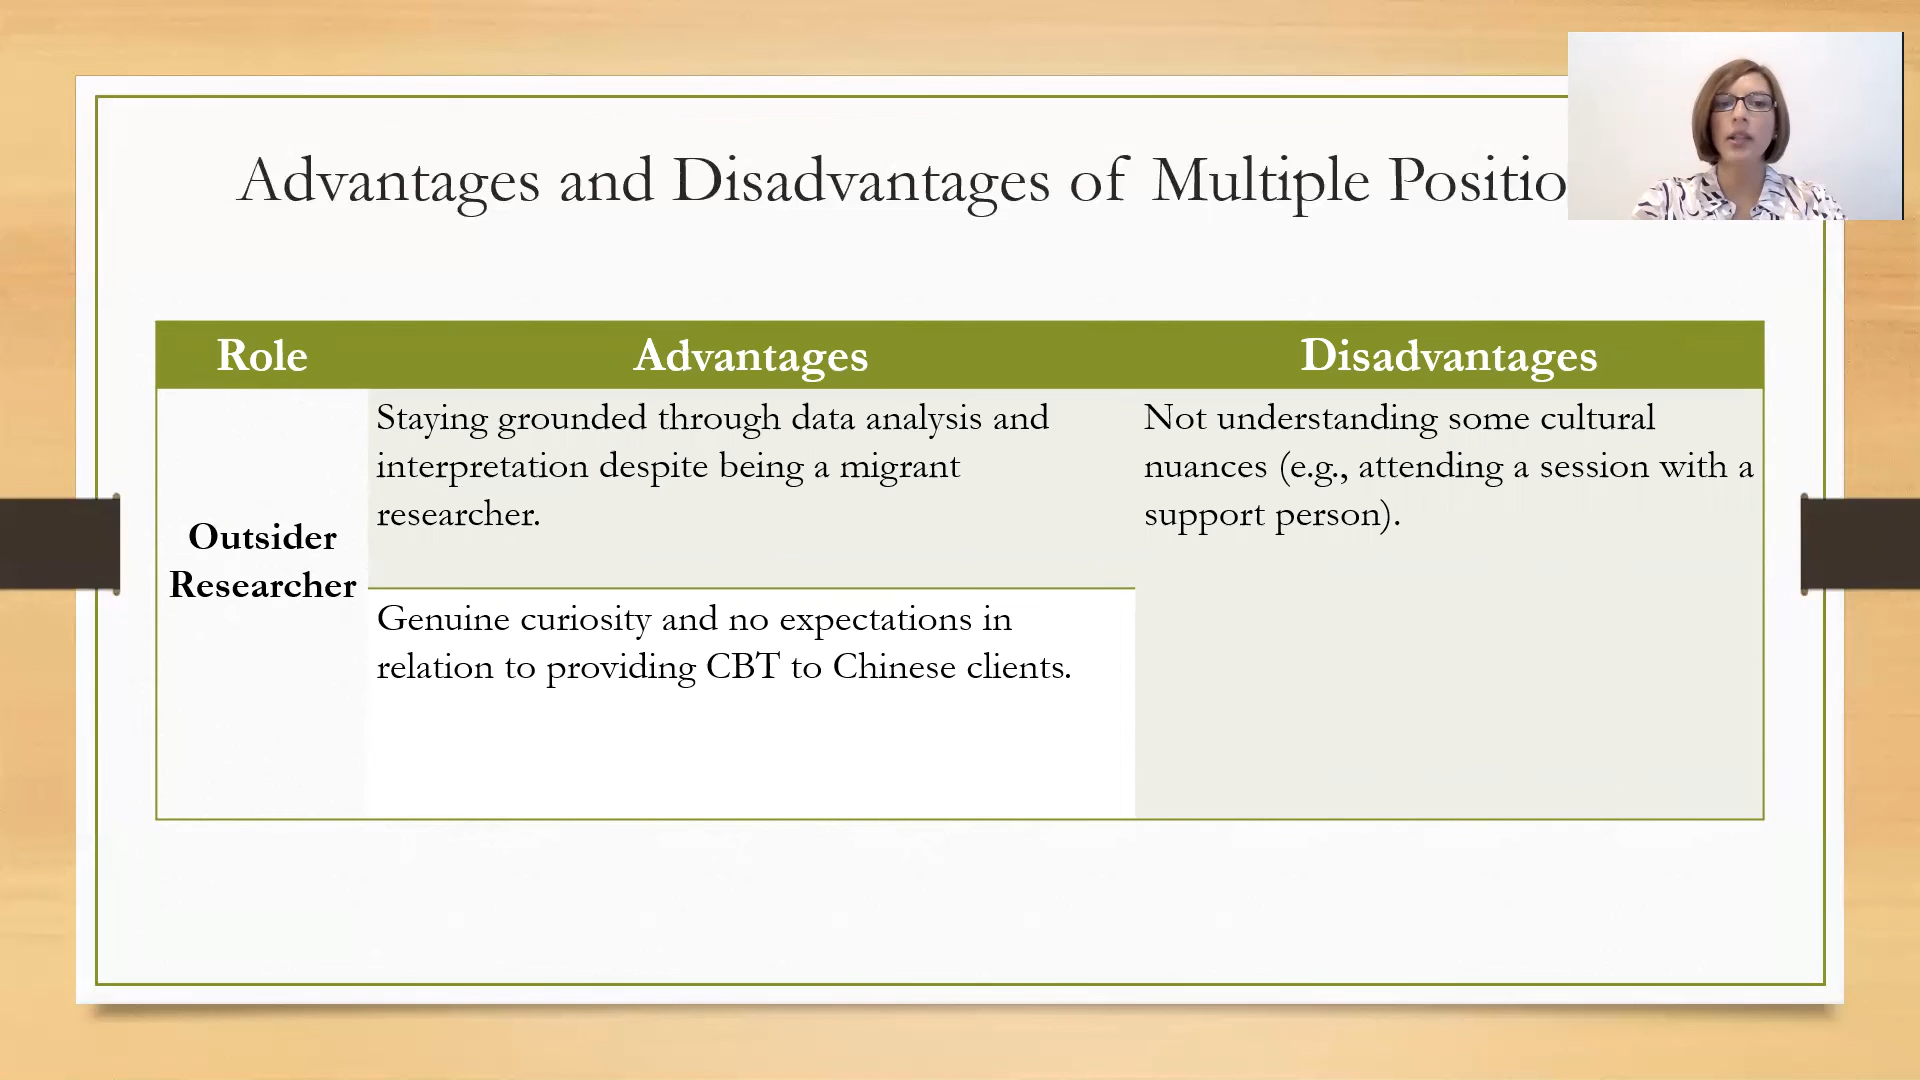 Advantages and Disadvantages of Multiple Positio
Role
Advantages
Disadvantages
Outsider
Researcher
Staying grounded through data analysis and
interpretation despite being a migrant
researcher.
Genuine curiosity and no expectations in
relation to providing CBT to Chinese clients.
Not understanding some cultural
nuances (e.g., attending a session with a
support person).